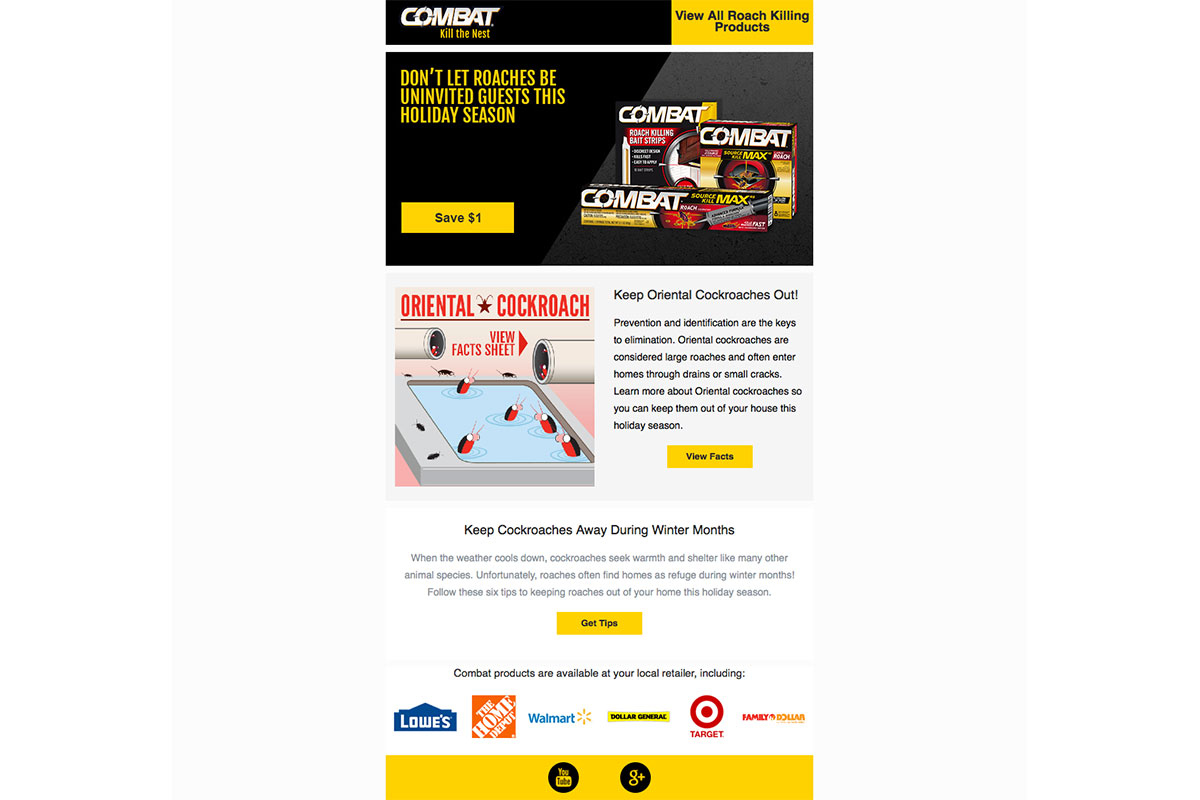 COMBAT
Kill the Nest
View All Roach Killing
Products
DON'T LET ROACHES BE
UNINVITED GUESTS THIS
HOLIDAY SEASON
Save $1
COMBAT
ROACH KILLING
BAIT STRIPS
• DISCREET DESIGN
• KILLS FAST
• EASY TO APPLY
COMBAT
SOURCE
KILL MAX
ROACH
COMBAT
SOURCE
KILL MAX
ROACH
ORIENTAL COCKROACH
VIEW
FACTS SHEET
Keep Oriental Cockroaches Out!
Prevention and identification are the keys
to elimination. Oriental cockroaches are
considered large roaches and often enter
homes through drains or small cracks.
Learn more about Oriental cockroaches so
you can keep them out of your house this
holiday season.
View Facts
Keep Cockroaches Away During Winter Months
When the weather cools down, cockroaches seek warmth and shelter like many other
animal species. Unfortunately, roaches often find homes as refuge during winter months!
Follow these six tips to keeping roaches out of your home this holiday season.
Get Tips
Combat products are available at your local retailer, including:
LOWE'S
THE HOME DEPOT
Walmart
DOLLAR GENERAL
TARGET
FAMILY DOLLAR
You Tube
g+